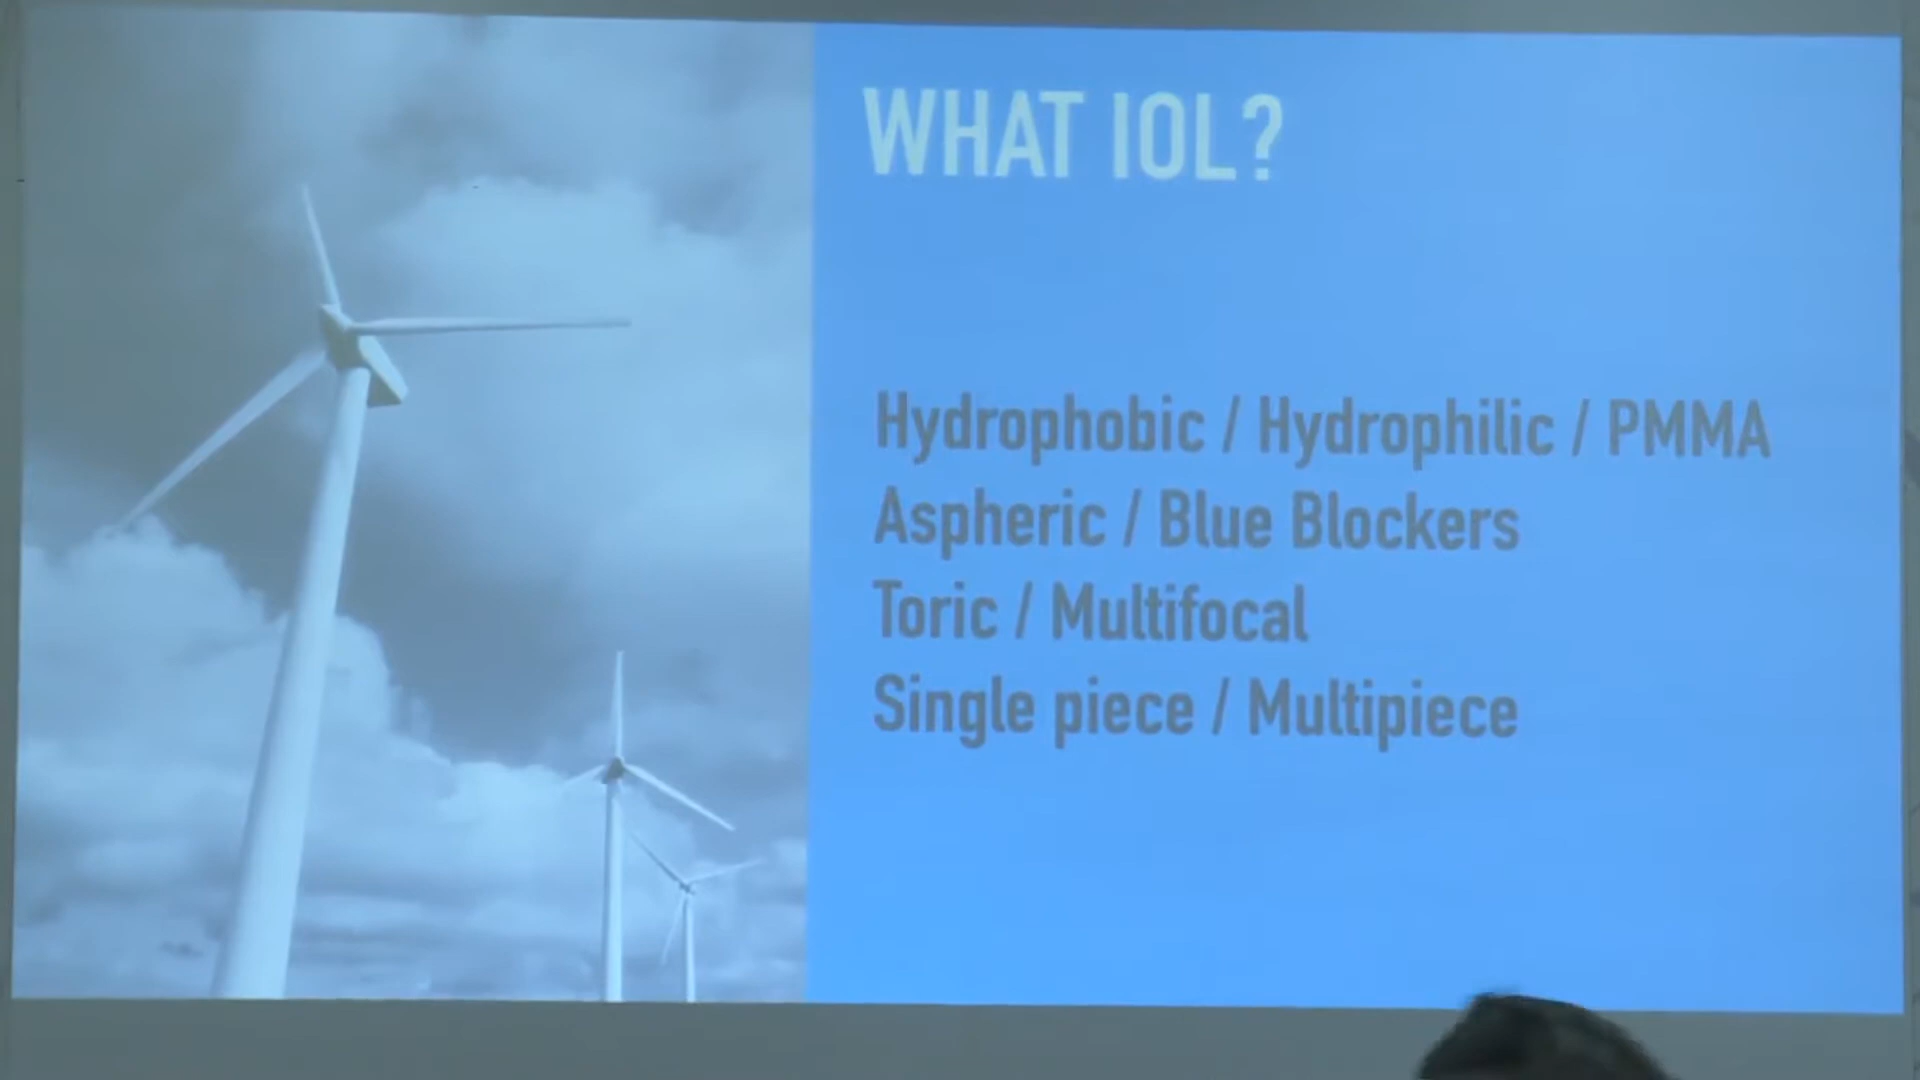 WHAT IOL?
Hydrophobic / Hydrophilic / PMMA
Aspheric / Blue Blockers
Toric / Multifocal
Single piece / Multipiece